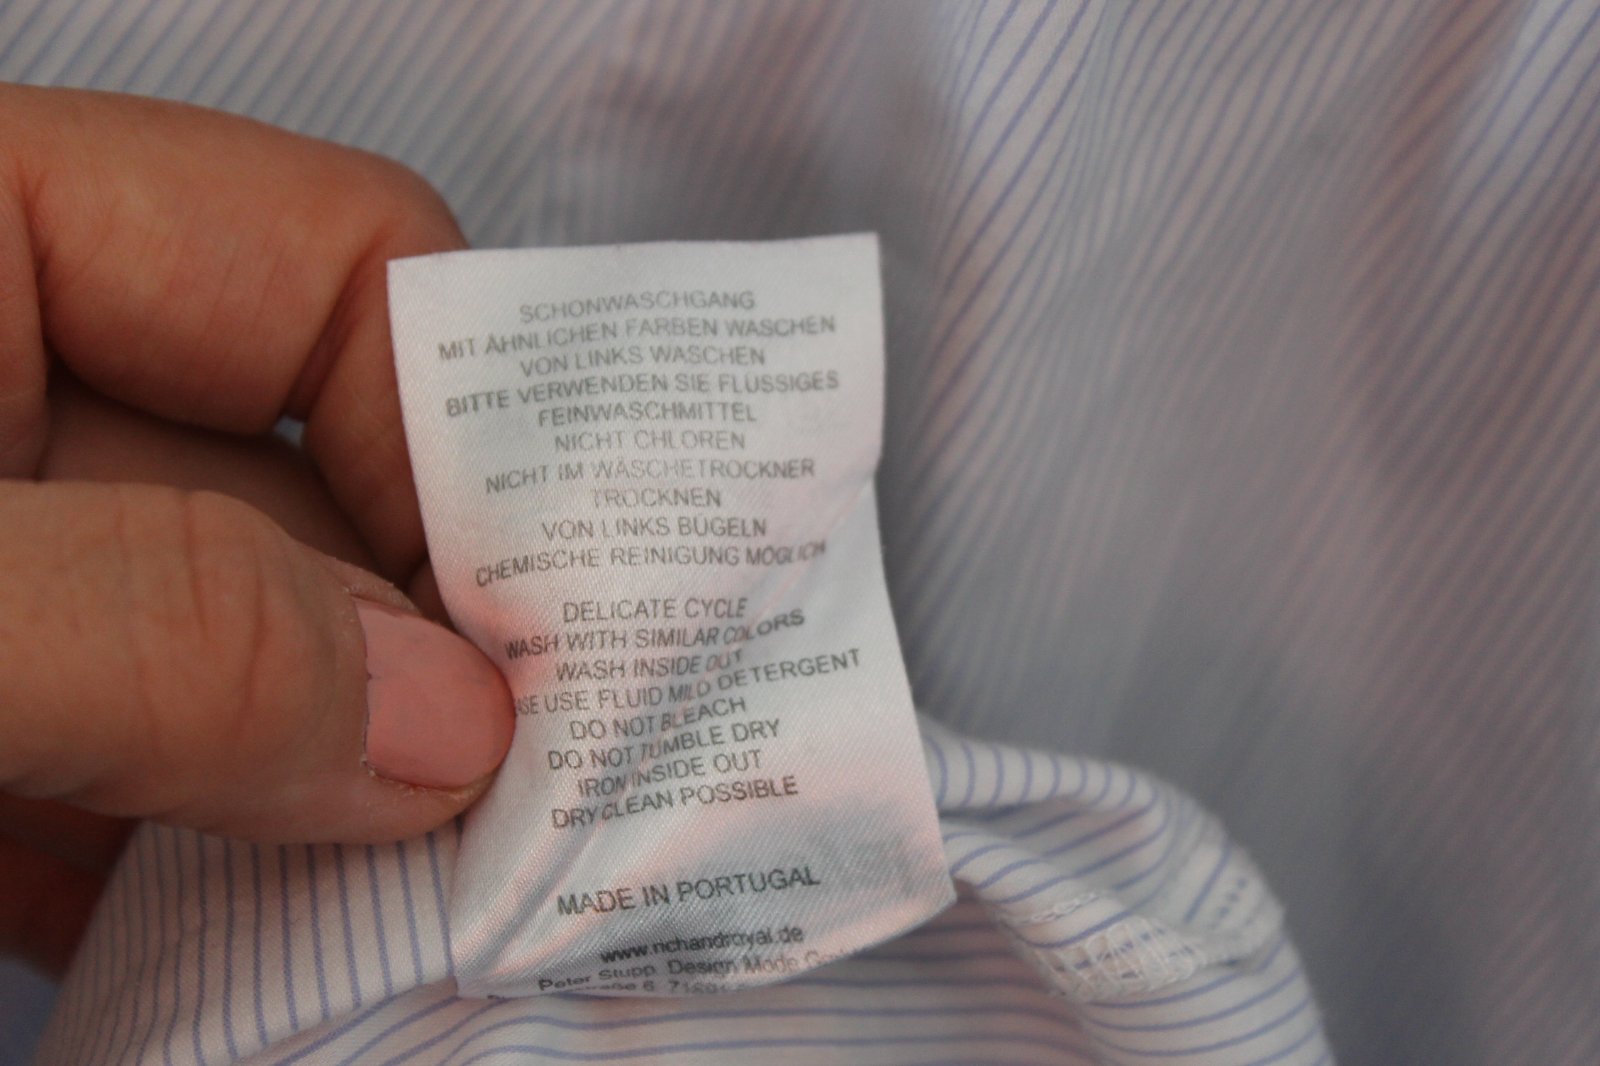 SCHONWASCHGANG
MIT ÄHNLICHEN FARBEN WASCHEN
VON LINKS WASCHEN
BITTE VERWENDEN SIE FLÜSSIGES
FEINWASCHMITTEL
NICHT CHLOREN
NICHT IM WÄSCHETROCKNER
TROCKNEN
VON LINKS BÜGELN
CHEMISCHE REINIGUNG MÖGLICH
DELICATE CYCLE
WASH WITH SIMILAR COLORS
WASH INSIDE OUT
USE FLUID MILD DETERGENT
DO NOT BLEACH
DO NOT TUMBLE DRY
IRON INSIDE OUT
DRY CLEAN POSSIBLE
MADE IN PORTUGAL
www.richandroyal.de
Peter Stupp Design Mode
6